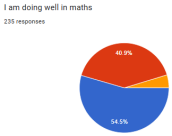 I am doing well in maths
235 responses
40.9%
54.5%